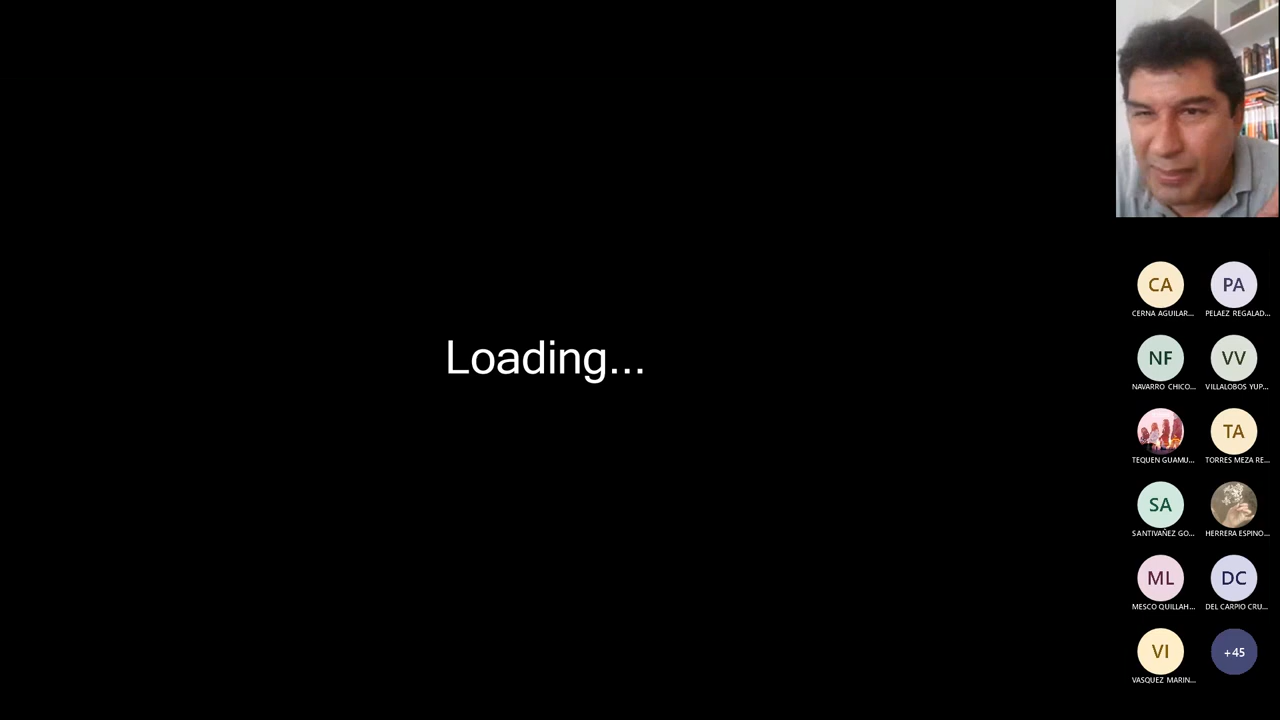 Loading...
CA PA
CERNA AGUILAR... PELAEZ REGALAD...
NF VV
NAVARRO CHICO... VILLALOBOS YUP...
TA
TEQUEN GUAMU... TORRES MEZA RE...
SA
SANTIVAÑEZ GO... HERRERA ESPINO...
ML DC
MESCO QUILLAH... DEL CARPIO CRU...
VI +45
VASQUEZ MARIN...